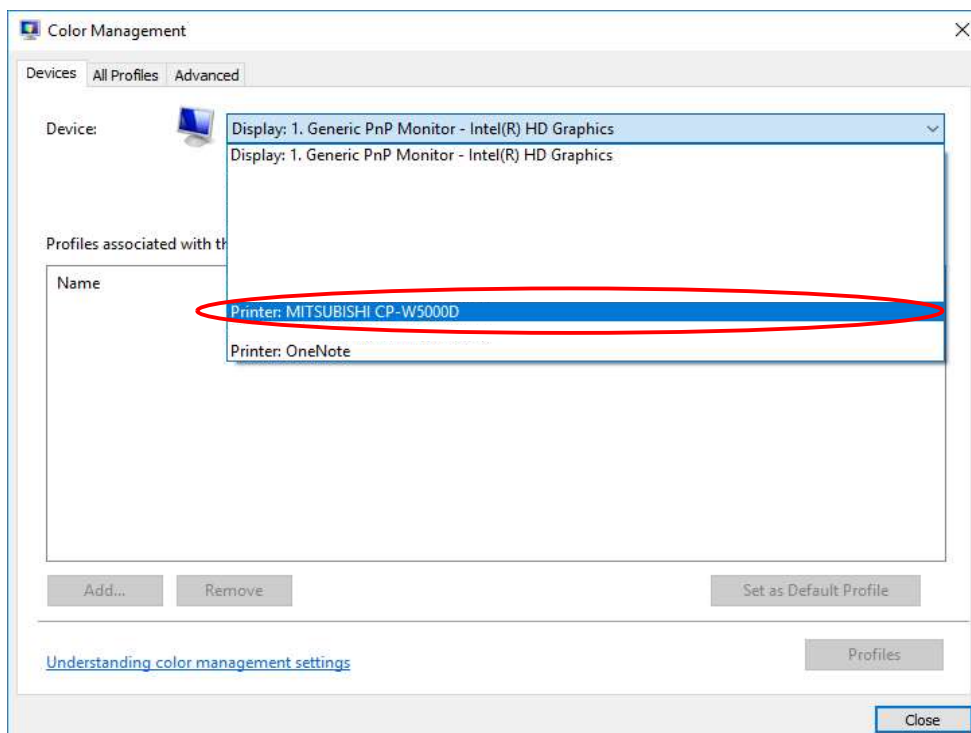 Color Management
Devices All Profiles Advanced
Device: Display: 1. Generic PnP Monitor - Intel(R) HD Graphics
Display: 1. Generic PnP Monitor - Intel(R) HD Graphics
Profiles associated with th
Name
Printer: MITSUBISHI CP-W5000D
Printer: OneNote
Add... Remove Set as Default Profile
Understanding color management settings Profiles
Close